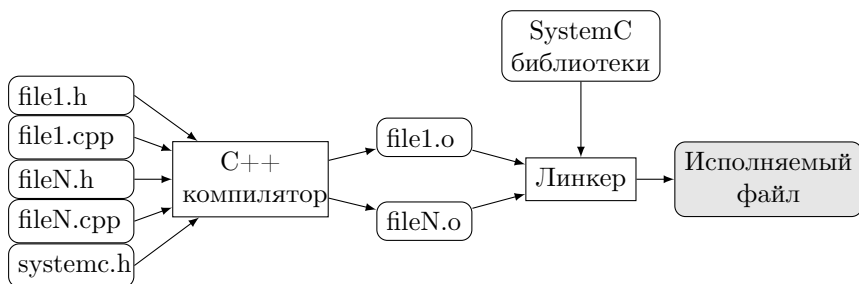 SystemC
библиотеки
file1.h
file1.cpp
fileN.h
fileN.cpp
systemc.h
C++
компилятор
file1.o
fileN.o
Линкер
Исполняемый
файл